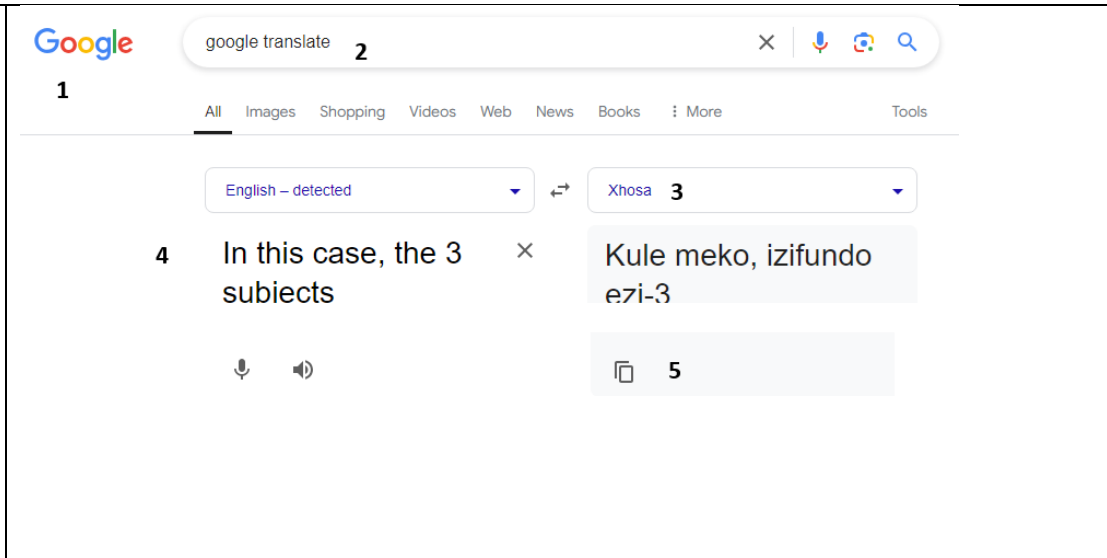 Google
google translate 2
1
All Images Shopping Videos Web News Books More Tools
English – detected
Xhosa 3
4
In this case, the 3
subjects
Kule meko, izifundo
ezi-3
5